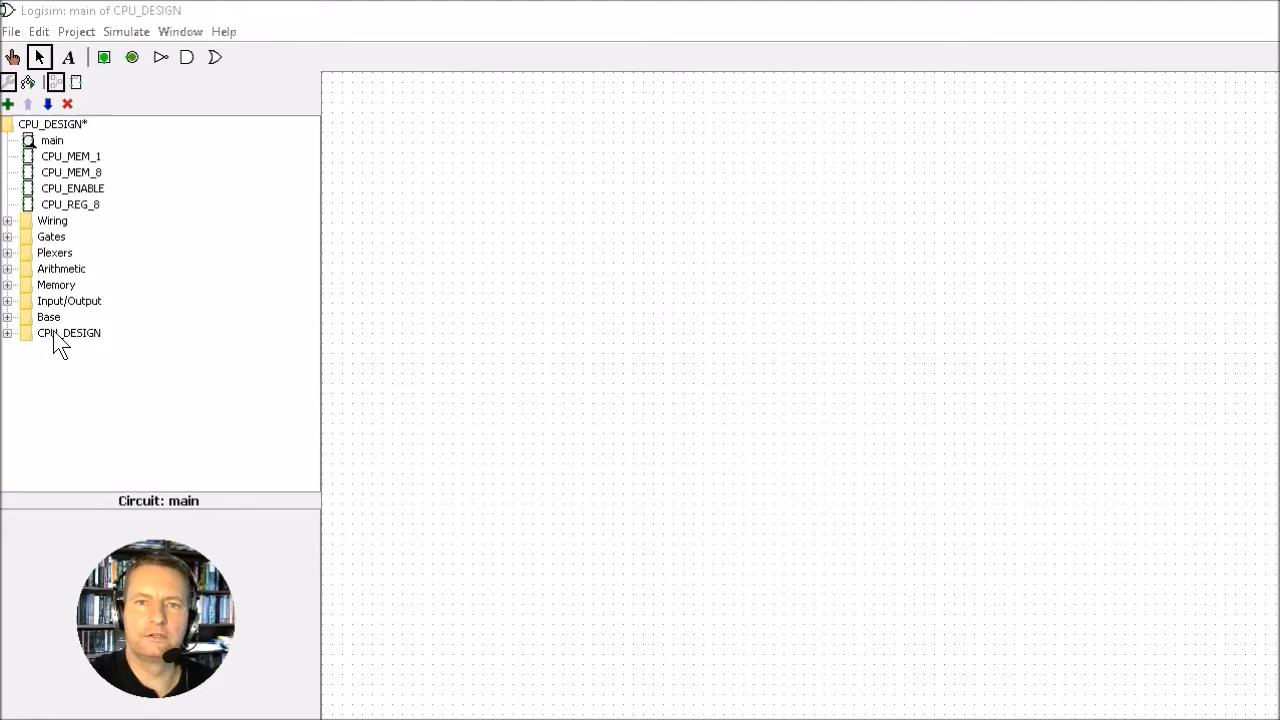 Logisim: main of CPU_DESIGN
File Edit Project Simulate Window Help
A
CPU_DESIGN*
main
CPU_MEM_1
CPU_MEM_8
CPU_ENABLE
CPU_REG_8
Wiring
Gates
Plexers
Arithmetic
Memory
Input/Output
Base
CPU_DESIGN
Circuit: main